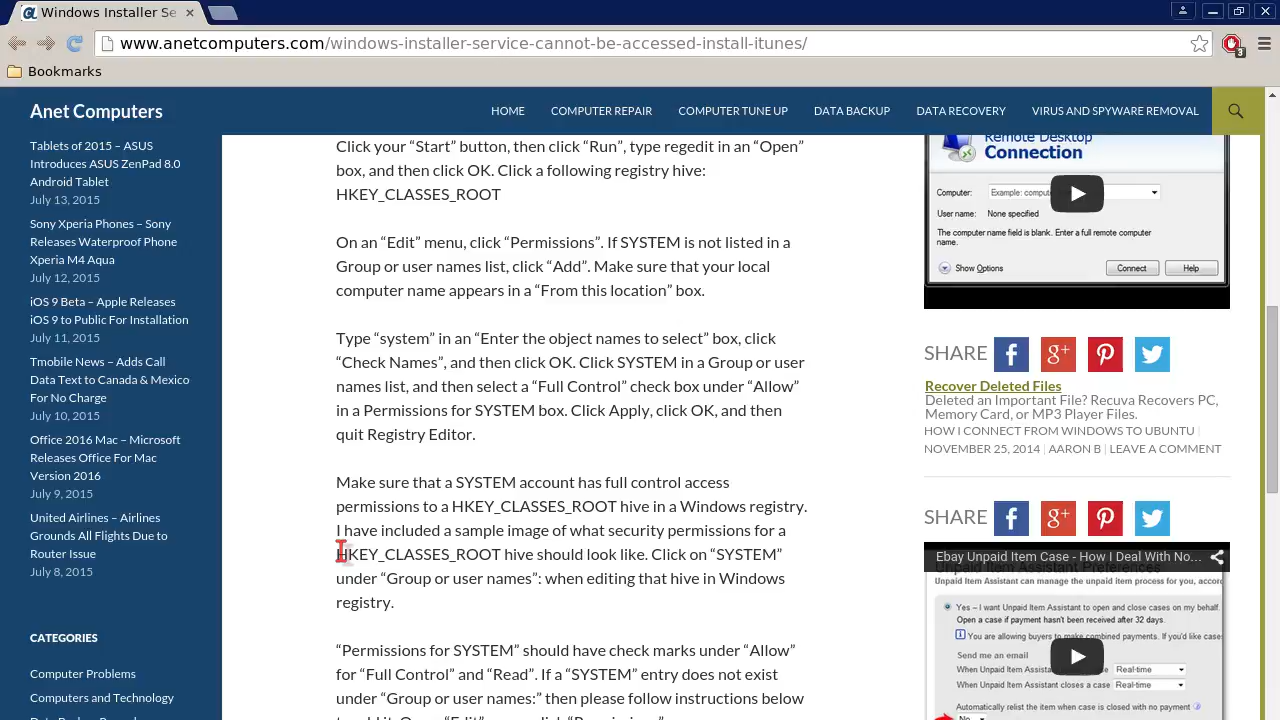 Windows Installer Se
www.anetcomputers.com/windows-installer-service-cannot-be-accessed-install-itunes/
3
Bookmarks
Anet Computers
HOME
COMPUTER REPAIR
COMPUTER TUNE UP
DATA BACKUP
DATA RECOVERY
VIRUS AND SPYWARE REMOVAL
Tablets of 2015 – ASUS
Introduces ASUS ZenPad 8.0
Android Tablet
July 13, 2015
Sony Xperia Phones – Sony
Releases Waterproof Phone
Xperia M4 Aqua
July 12, 2015
iOS 9 Beta – Apple Releases
iOS 9 to Public For Installation
July 11, 2015
Tmobile News – Adds Call
Data Text to Canada & Mexico
For No Charge
July 10, 2015
Office 2016 Mac – Microsoft
Releases Office For Mac
Version 2016
July 9, 2015
United Airlines – Airlines
Grounds All Flights Due to
Router Issue
July 8, 2015
CATEGORIES
Computer Problems
Computers and Technology
Click your “Start” button, then click “Run”, type regedit in an “Open”
box, and then click OK. Click a following registry hive:
HKEY_CLASSES_ROOT
On an “Edit” menu, click “Permissions”. If SYSTEM is not listed in a
Group or user names list, click “Add”. Make sure that your local
computer name appears in a “From this location” box.
Type “system” in an “Enter the object names to select” box, click
“Check Names”, and then click OK. Click SYSTEM in a Group or user
names list, and then select a “Full Control” check box under “Allow”
in a Permissions for SYSTEM box. Click Apply, click OK, and then
quit Registry Editor.
Make sure that a SYSTEM account has full control access
permissions to a HKEY_CLASSES_ROOT hive in a Windows registry.
I have included a sample image of what security permissions for a
HKEY_CLASSES_ROOT hive should look like. Click on “SYSTEM”
under “Group or user names”: when editing that hive in Windows
registry.
“Permissions for SYSTEM” should have check marks under “Allow”
for “Full Control” and “Read”. If a “SYSTEM” entry does not exist
under “Group or user names:” then please follow instructions below
Remote Desktop
Connection
Computer:
Example: compu
User name:
None specified
The computer name field is blank. Enter a full remote computer
name.
Show Options
Connect
Help
SHARE
Recover Deleted Files
Deleted an Important File? Recuva Recovers PC,
Memory Card, or MP3 Player Files.
HOW I CONNECT FROM WINDOWS TO UBUNTU |
NOVEMBER 25, 2014 | AARON B | LEAVE A COMMENT
SHARE
Ebay Unpaid Item Case - How I Deal With No...
Unpaid Item Assistant Preferences
Unpaid Item Assistant can manage the unpaid item process for you, accor
Yes – I want Unpaid Item Assistant to open and close cases on my behalf.
Open a case if payment hasn't been received after 32 days.
You are allowing buyers to make combined payments. If you'd like cases
Send me an email
When Unpaid Item Assistant opens a case
Real-time
When Unpaid Item Assistant closes a case
Real-time
Automatically relist the item when case is closed with no payment
No